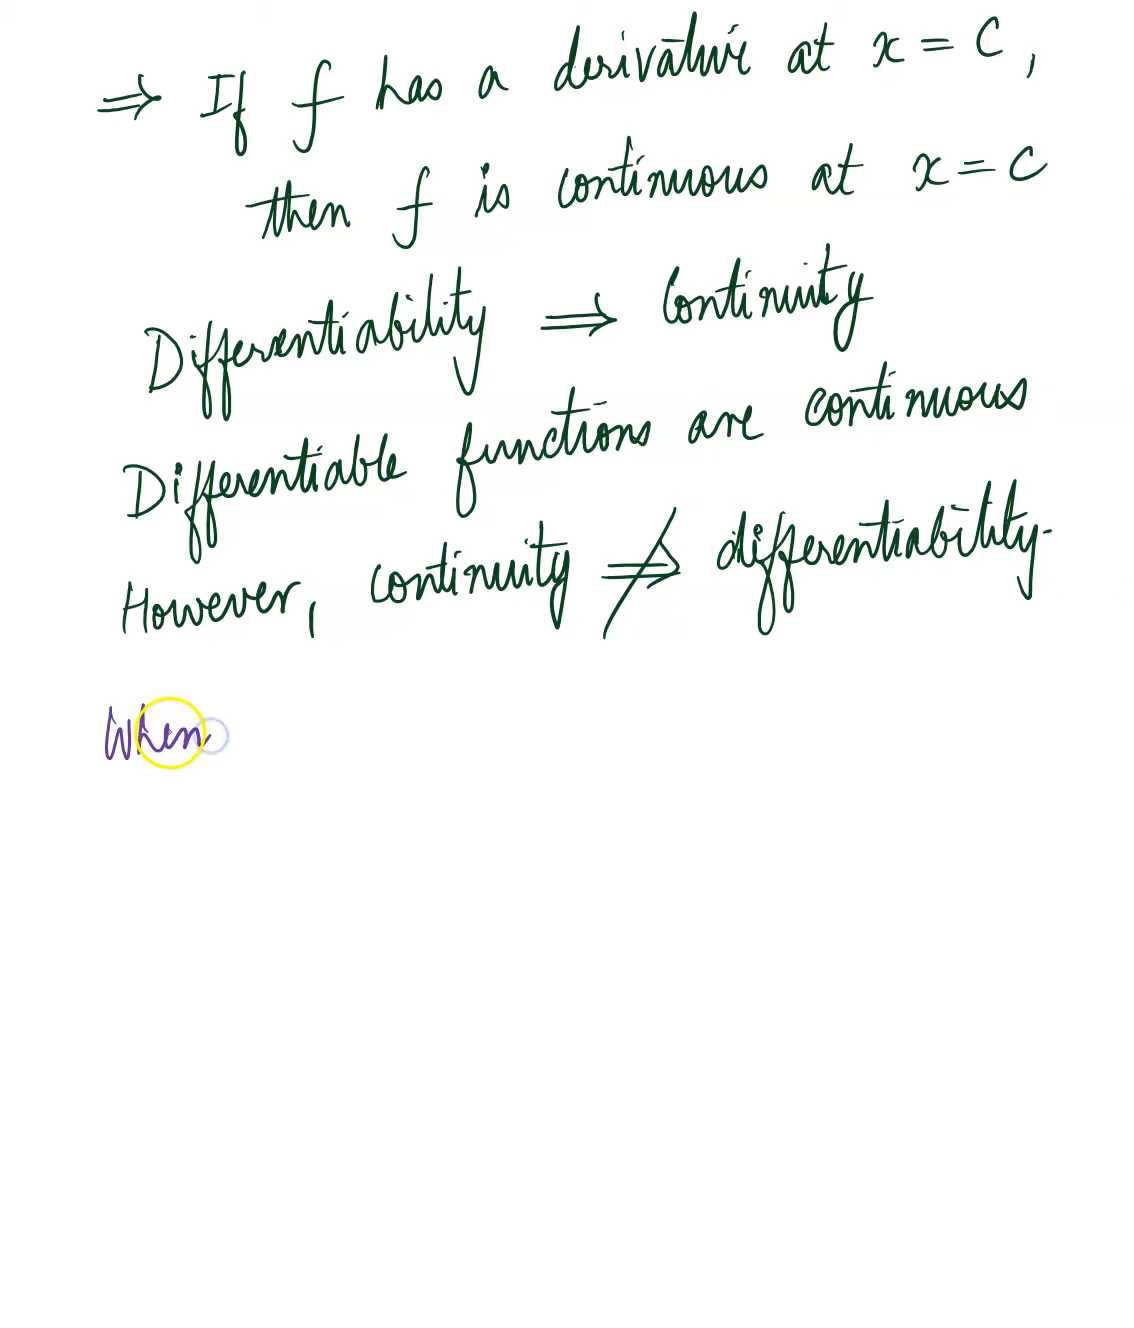 ⇒ If f has a derivative at x = c,
then f is continuous at x = c
Differentiability ⇒ Continuity
Differentiable functions are continuous
However, continuity ⇏ differentiability.
When